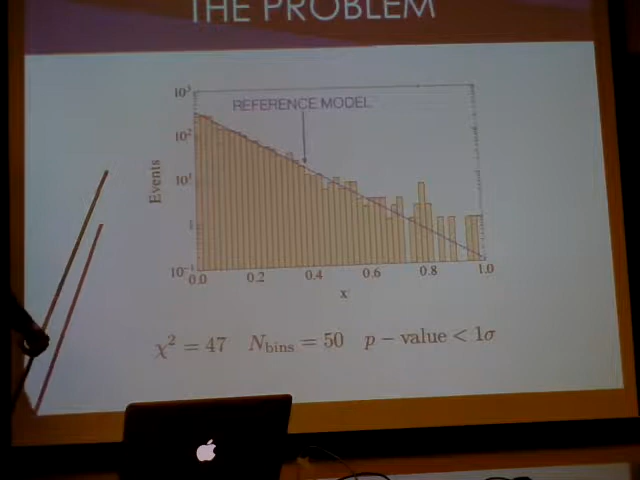 THE PROBLEM
10³
REFERENCE MODEL
10²
Events
10¹
1
10⁻¹
0.0 0.2 0.4 0.6 0.8 1.0
x
χ² = 47 N_bins = 50 p − value < 1σ